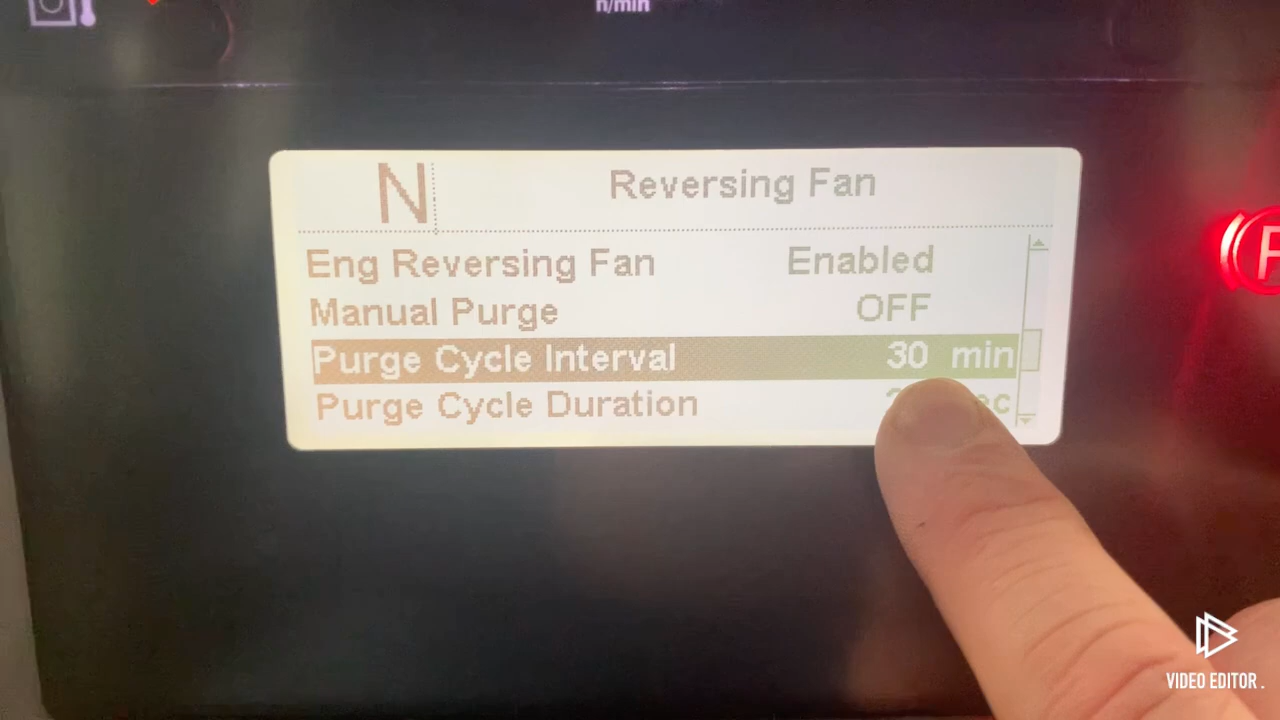 n/min
N
Reversing Fan
Eng Reversing Fan Enabled
Manual Purge OFF
Purge Cycle Interval 30 min
Purge Cycle Duration
VIDEO EDITOR .